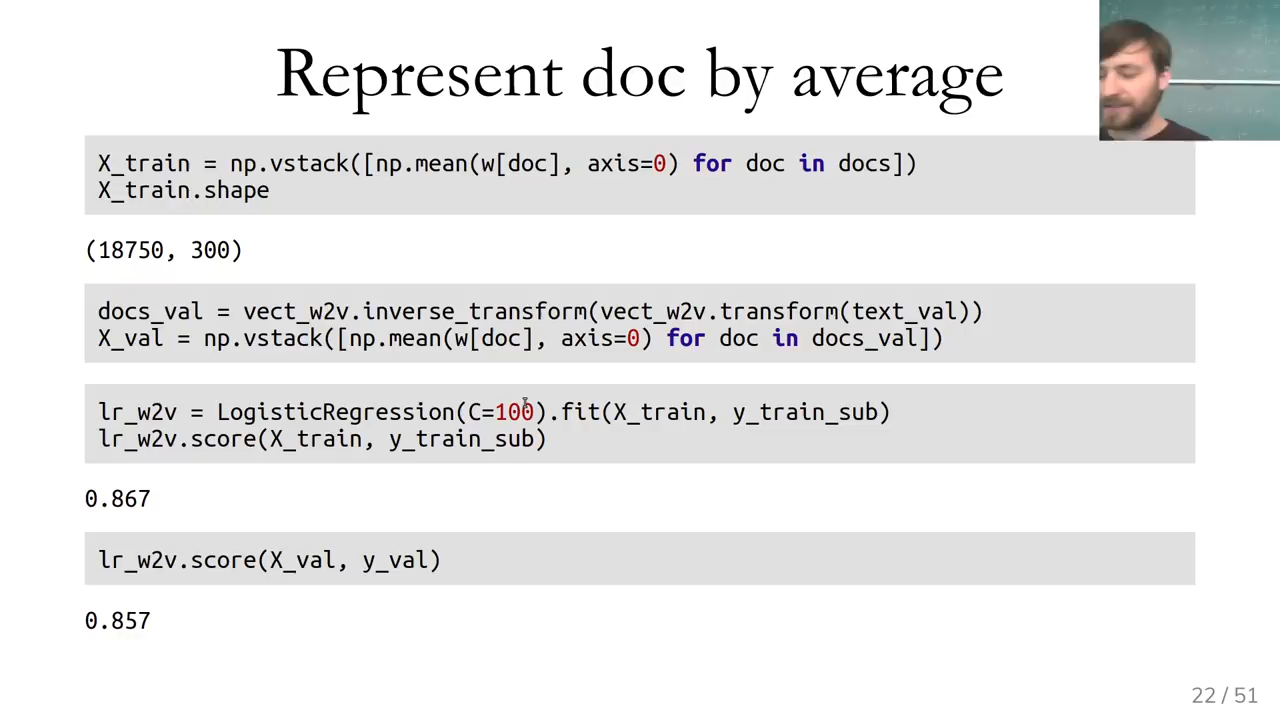 Represent doc by average
X_train = np.vstack([np.mean(w[doc], axis=0) for doc in docs])
X_train.shape
(18750, 300)
docs_val = vect_w2v.inverse_transform(vect_w2v.transform(text_val))
X_val = np.vstack([np.mean(w[doc], axis=0) for doc in docs_val])
lr_w2v = LogisticRegression(C=100).fit(X_train, y_train_sub)
lr_w2v.score(X_train, y_train_sub)
0.867
lr_w2v.score(X_val, y_val)
0.857
22 / 51